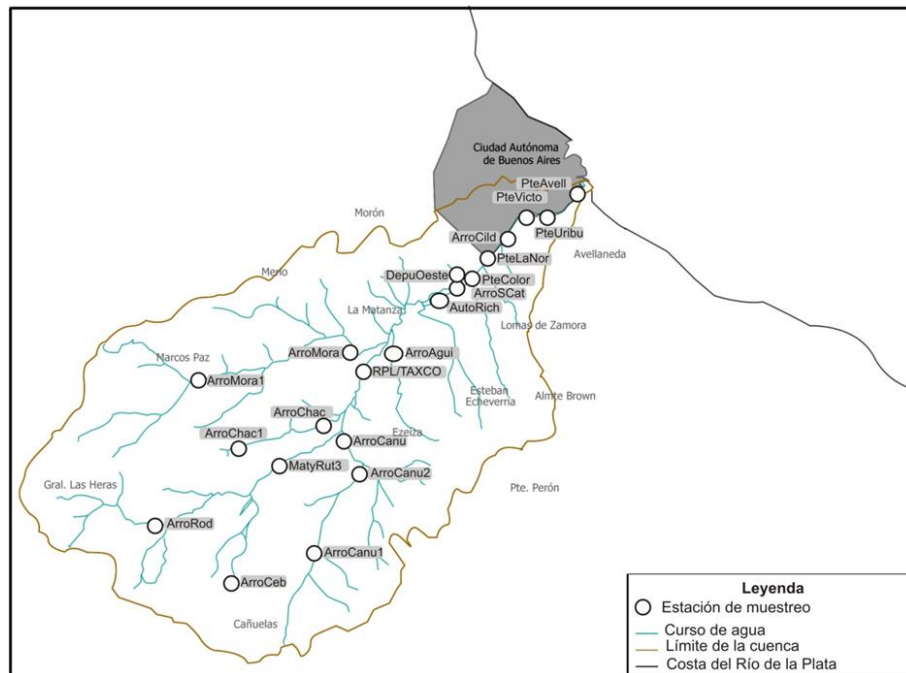 Ciudad Autónoma
de Buenos Aires
PteAvell
PteVicto
PteUribu
Morón
ArroCild
Avellaneda
PteLaNor
Merlo
DepuOeste
PteColor
ArroSCat
La Matanza
AutoRich
Lomas de Zamora
Marcos Paz
ArroMora
ArroAgui
RPL/TAXCO
ArroMora1
Esteban
Echeverria
Almte Brown
ArroChac
ArroChac1
Ezeiza
ArroCanu
MatyRut3
ArroCanu2
Gral. Las Heras
Pte. Perón
ArroRod
ArroCanu1
ArroCeb
Cañuelas
Leyenda
Estación de muestreo
Curso de agua
Límite de la cuenca
Costa del Río de la Plata